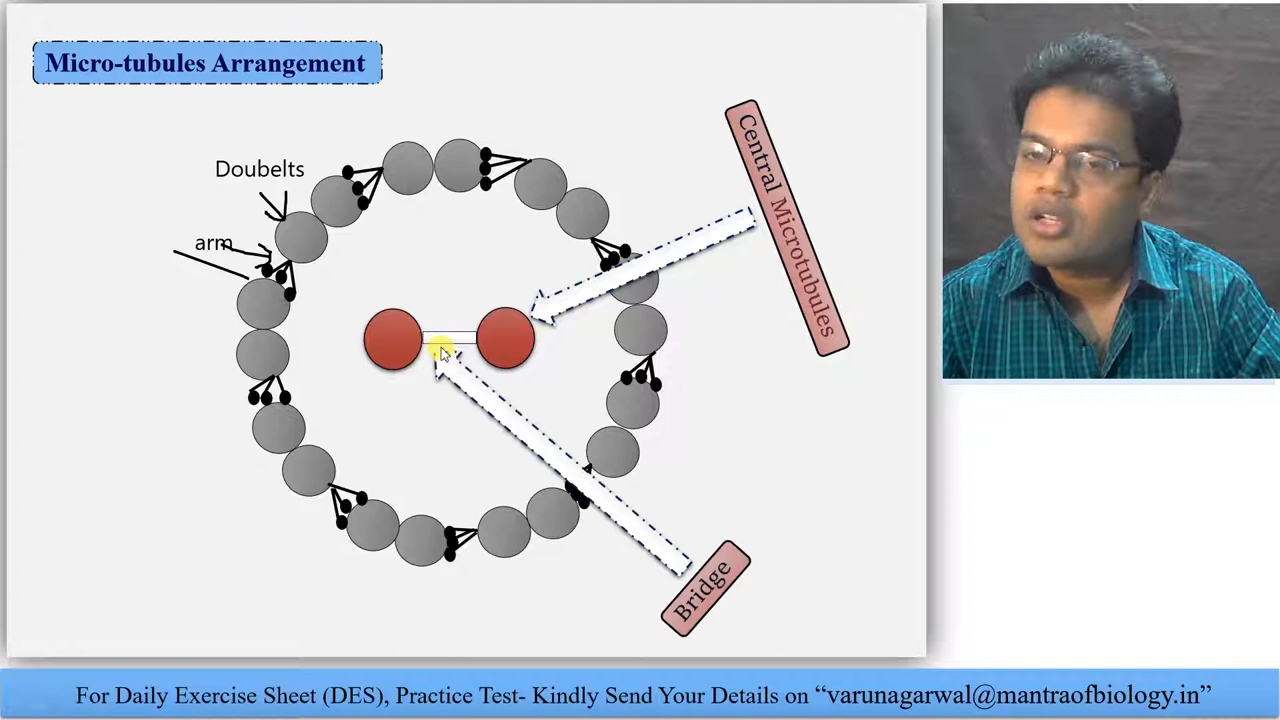 Micro-tubules Arrangement
Doubelts
arm
Central Microtubules
Bridge
For Daily Exercise Sheet (DES), Practice Test- Kindly Send Your Details on “varunagarwal@mantraofbiology.in”